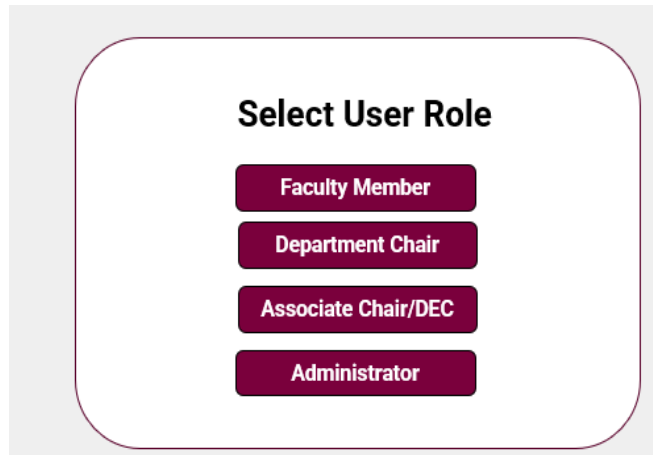 Select User Role
Faculty Member
Department Chair
Associate Chair/DEC
Administrator